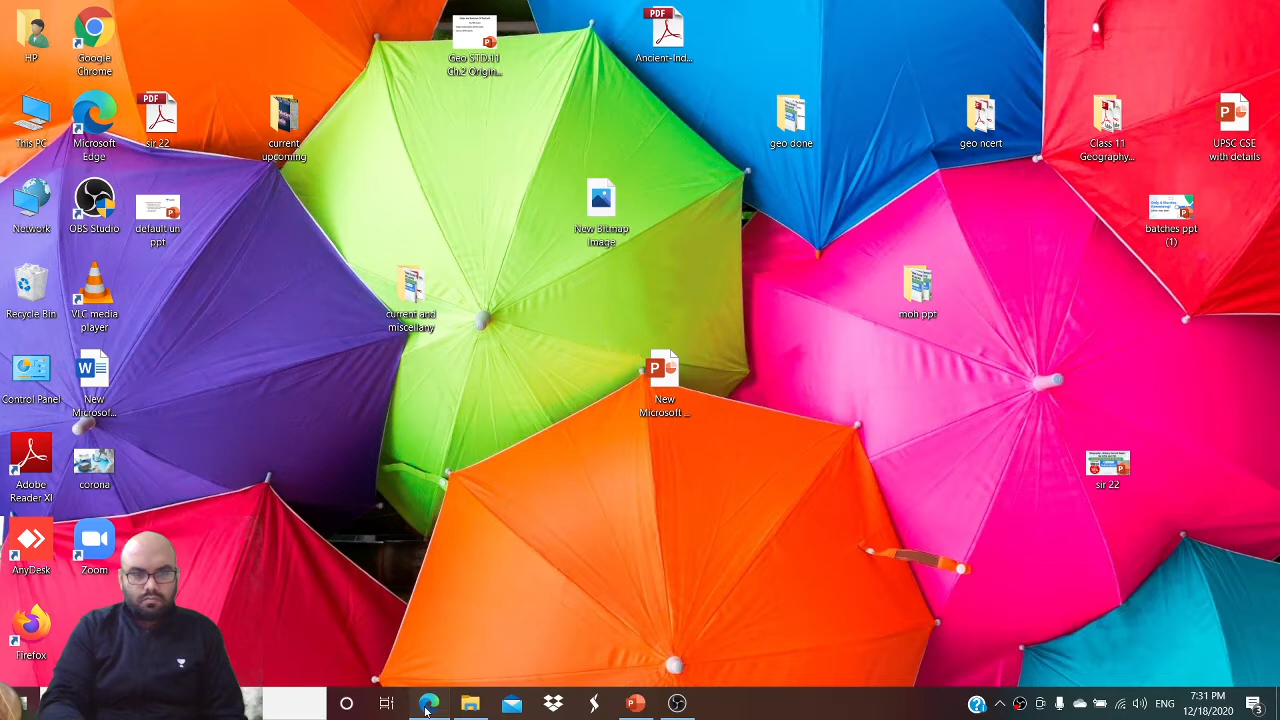 HP
Google
Chrome
Geo STD.11
Ch.2 Origin...
PDF
Ancient-Ind...
This PC
Microsoft
Edge
PDF
sir 22
current
upcoming
geo done
geo ncert
Class 11
Geography...
UPSC CSE
with details
Network
OBS Studio
default un
ppt
New Bitmap
Image
batches ppt
(1)
Recycle Bin
VLC media
player
current and
miscellany
moh ppt
Control Panel
New
Microsof...
New
Microsoft ...
Adobe
Reader XI
corona
sir 22
AnyDesk
Zoom
Firefox
ENG
7:31 PM
12/18/2020
3